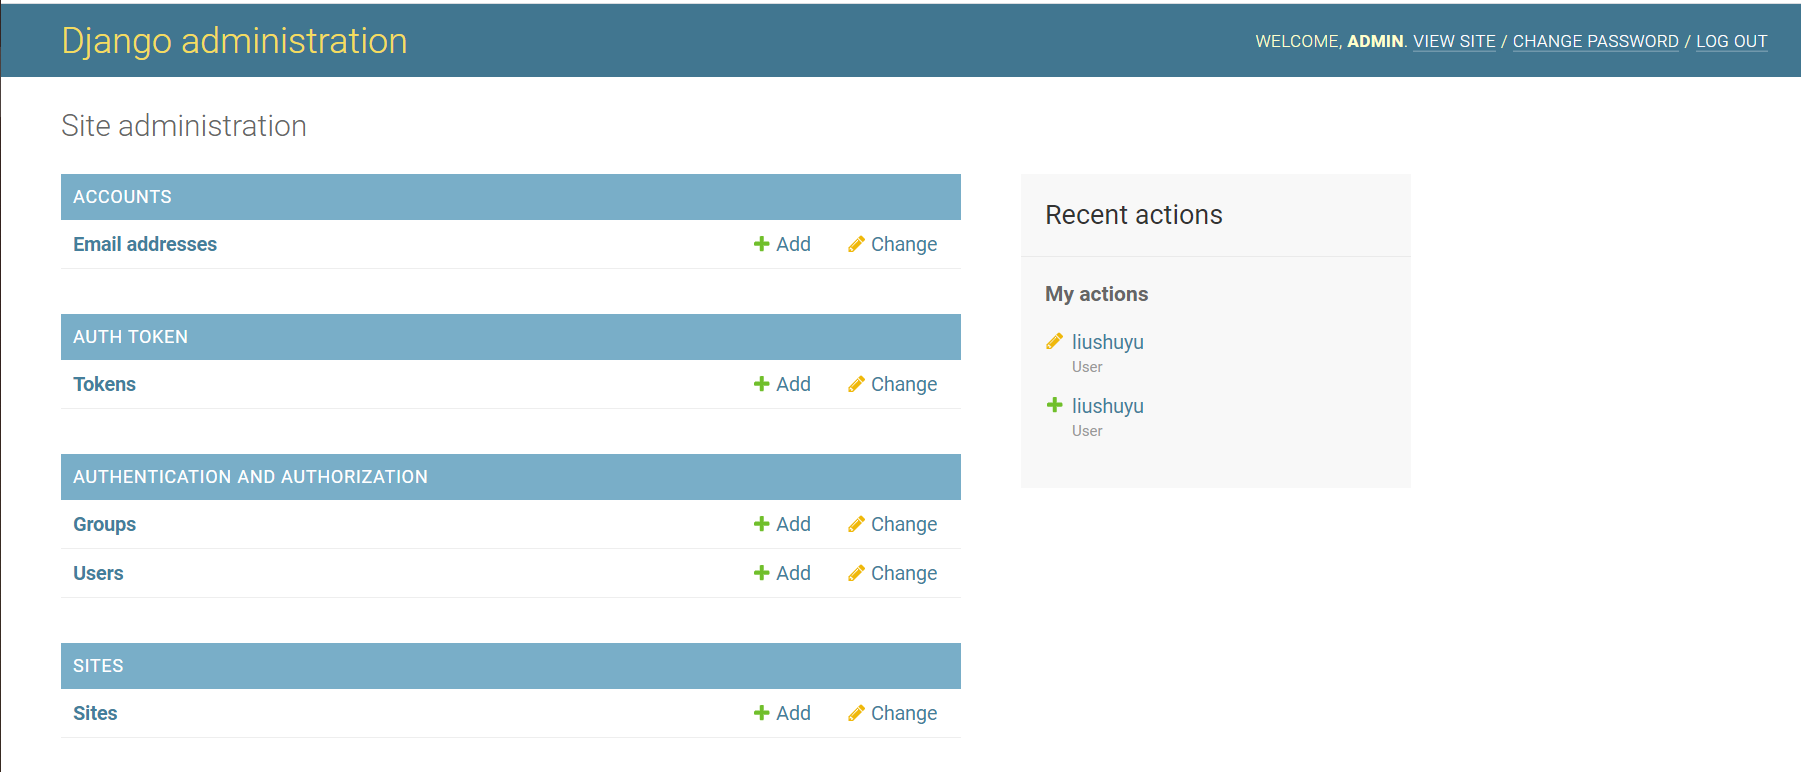 Django administration
WELCOME, ADMIN. VIEW SITE / CHANGE PASSWORD / LOG OUT
Site administration
ACCOUNTS
Email addresses Add Change
AUTH TOKEN
Tokens Add Change
AUTHENTICATION AND AUTHORIZATION
Groups Add Change
Users Add Change
SITES
Sites Add Change
Recent actions
My actions
liushuyu
User
liushuyu
User